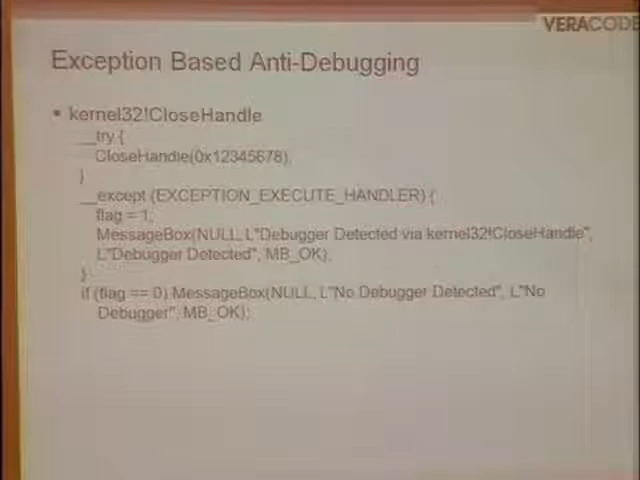 VERACODE
Exception Based Anti-Debugging
• kernel32!CloseHandle
__try {
CloseHandle(0x12345678);
}
__except (EXCEPTION_EXECUTE_HANDLER) {
flag = 1;
MessageBox(NULL, L"Debugger Detected via kernel32!CloseHandle",
L"Debugger Detected", MB_OK);
}
if (flag == 0) MessageBox(NULL, L"No Debugger Detected", L"No
Debugger", MB_OK);